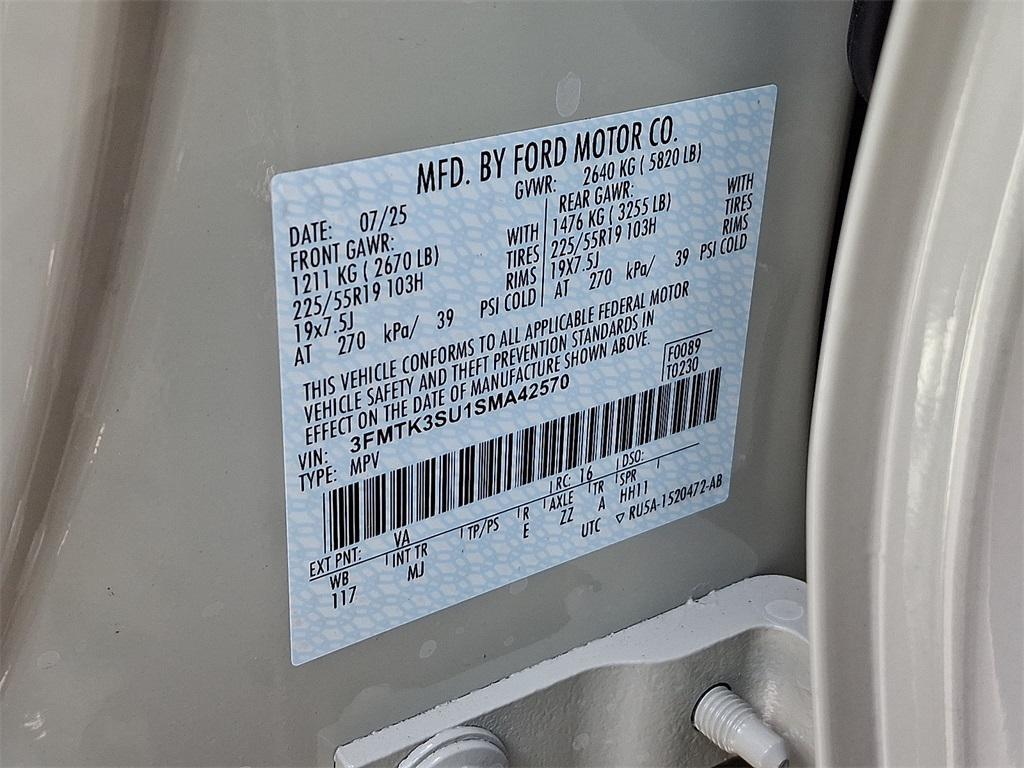 MFD. BY FORD MOTOR CO.
DATE: 07/25 GVWR: 2640 KG ( 5820 LB)
FRONT GAWR: REAR GAWR:
1211 KG ( 2670 LB) WITH 1476 KG ( 3255 LB) WITH
225/55R19 103H TIRES 225/55R19 103H TIRES
19x7.5J RIMS 19X7.5J RIMS
AT 270 kPa/ 39 PSI COLD AT 270 kPa/ 39 PSI COLD
THIS VEHICLE CONFORMS TO ALL APPLICABLE FEDERAL MOTOR
VEHICLE SAFETY AND THEFT PREVENTION STANDARDS IN
EFFECT ON THE DATE OF MANUFACTURE SHOWN ABOVE.
F0089
T0230
VIN: 3FMTK3SU1SMA42570
TYPE: MPV
EXT PNT: VA RC: 16 DSO:
WB INT TR TP/PS R AXLE TR SPR
117 MJ E ZZ A HH11
UTC ▽ RU5A-1520472-AB